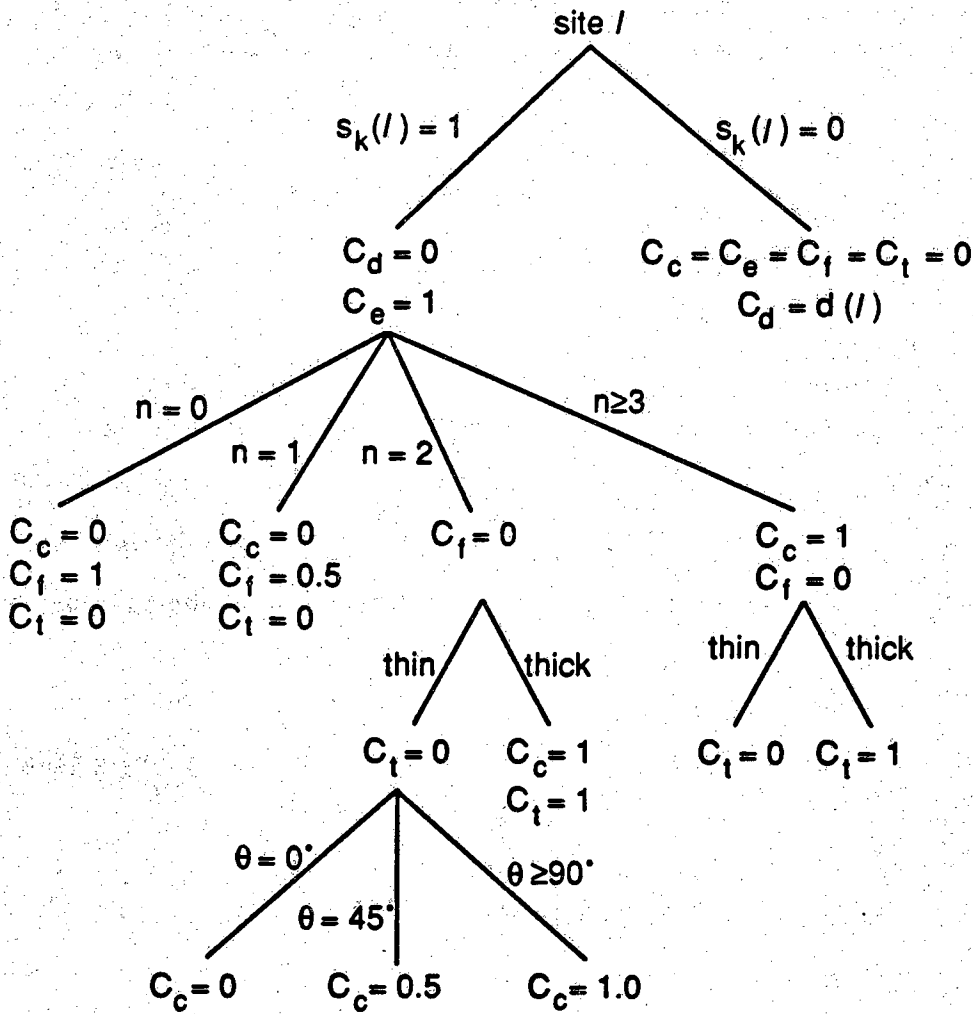 site l
s_k(l) = 1
s_k(l) = 0
C_d = 0
C_c = C_e = C_f = C_t = 0
C_e = 1
C_d = d (l)
n = 0
n≥3
n = 1
n = 2
C_c = 0
C_c = 0
C_f = 0
C_c = 1
C_f = 1
C_f = 0.5
C_f = 0
C_t = 0
C_t = 0
thin
thick
thin
thick
C_t = 0
C_c = 1
C_t = 0
C_t = 1
C_t = 1
θ = 0°
θ ≥90°
θ = 45°
C_c = 0
C_c = 0.5
C_c = 1.0